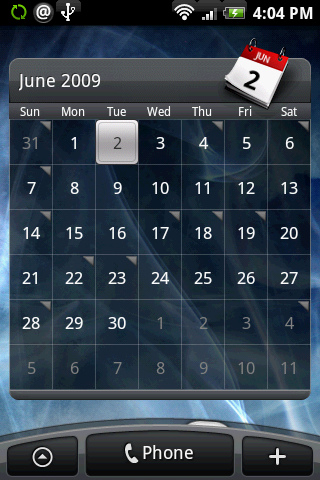 @ 4:04 PM
JUN
2
June 2009
Sun Mon Tue Wed Thu Fri Sat
31 1 2 3 4 5 6
7 8 9 10 11 12 13
14 15 16 17 18 19 20
21 22 23 24 25 26 27
28 29 30 1 2 3 4
5 6 7 8 9 10 11
Phone